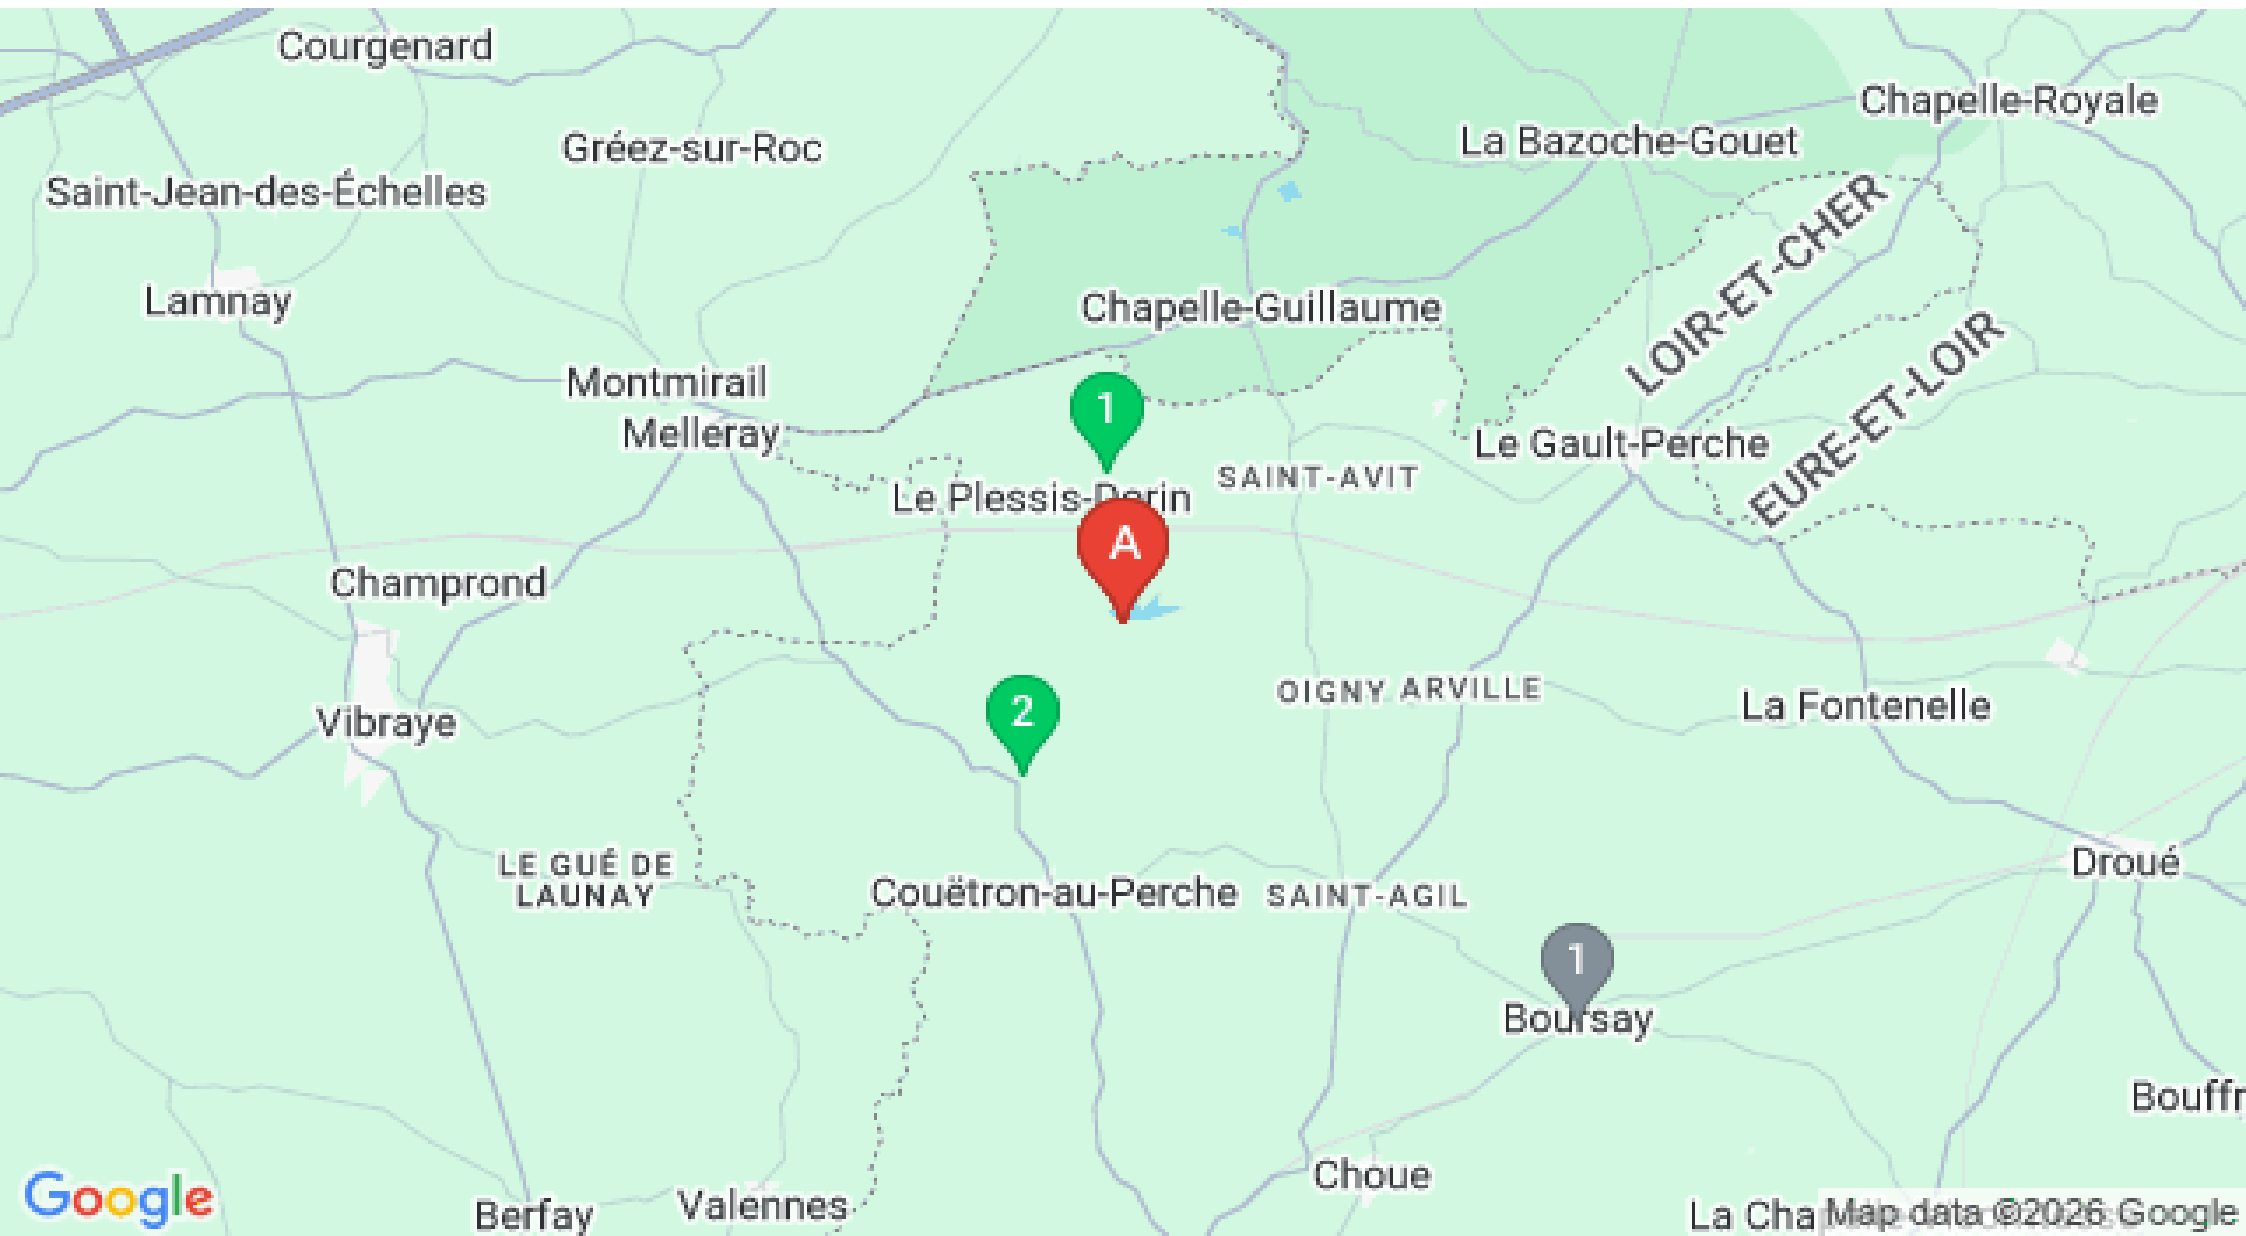 Courgenard
Chapelle-Royale
La Bazoche-Gouet
Gréez-sur-Roc
Saint-Jean-des-Échelles
LOIR-ET-CHER
Lamnay
Chapelle-Guillaume
EURE-ET-LOIR
Montmirail
1
Melleray
Le Gault-Perche
SAINT-AVIT
Le Plessis-Dorin
A
Champrond
OIGNY ARVILLE
La Fontenelle
2
Vibraye
LE GUÉ DE
LAUNAY
Droué
Couëtron-au-Perche
SAINT-AGIL
1
Boursay
Bouffr
Choue
Google
Berfay
Valennes
La Cha
Map data ©2026 Google